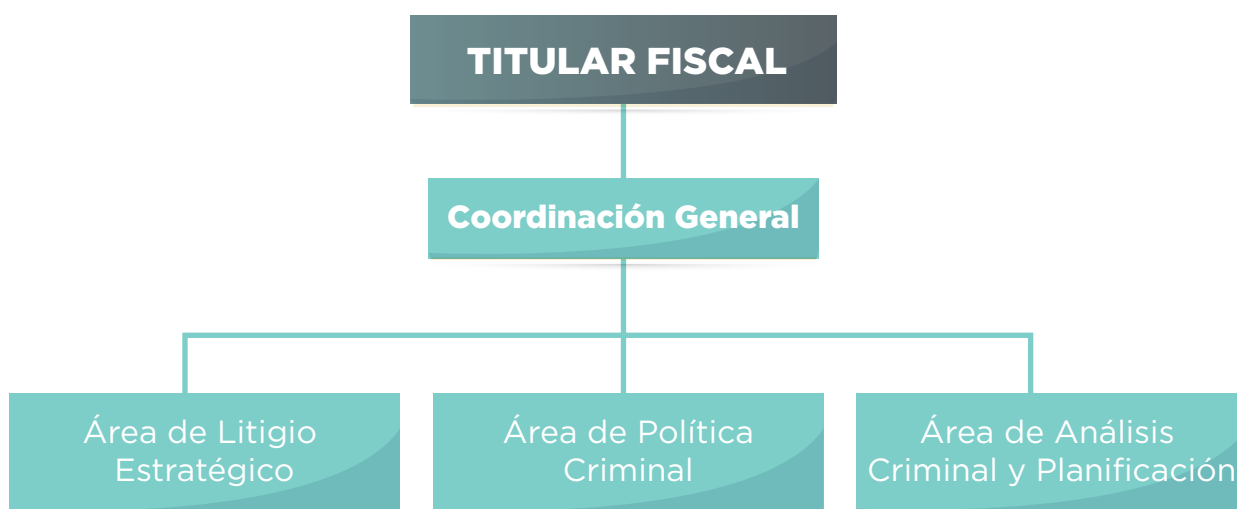 TITULAR FISCAL
Coordinación General
Área de Litigio
Estratégico
Área de Política
Criminal
Área de Análisis
Criminal y Planificación